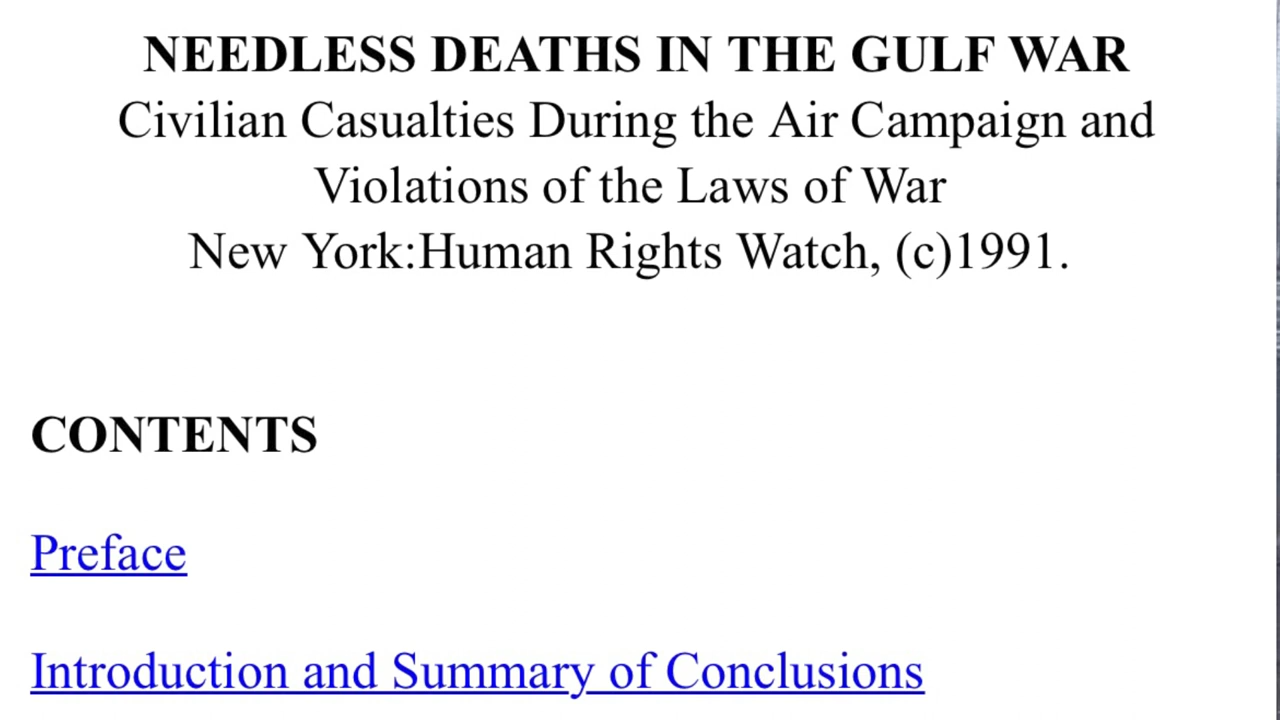 NEEDLESS DEATHS IN THE GULF WAR
Civilian Casualties During the Air Campaign and
Violations of the Laws of War
New York:Human Rights Watch, (c)1991.
CONTENTS
Preface
Introduction and Summary of Conclusions